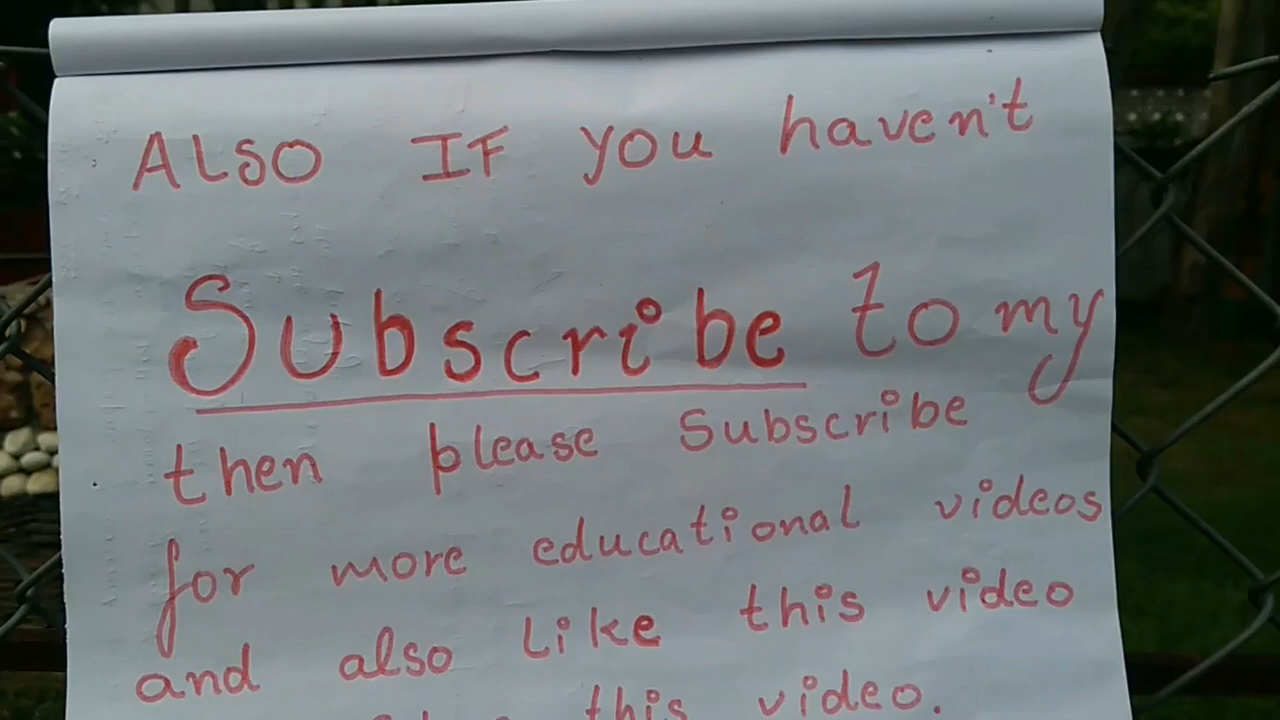 ALSO IF you haven't
Subscribe to my
then please Subscribe
for more educational videos
and also like this video
this video.